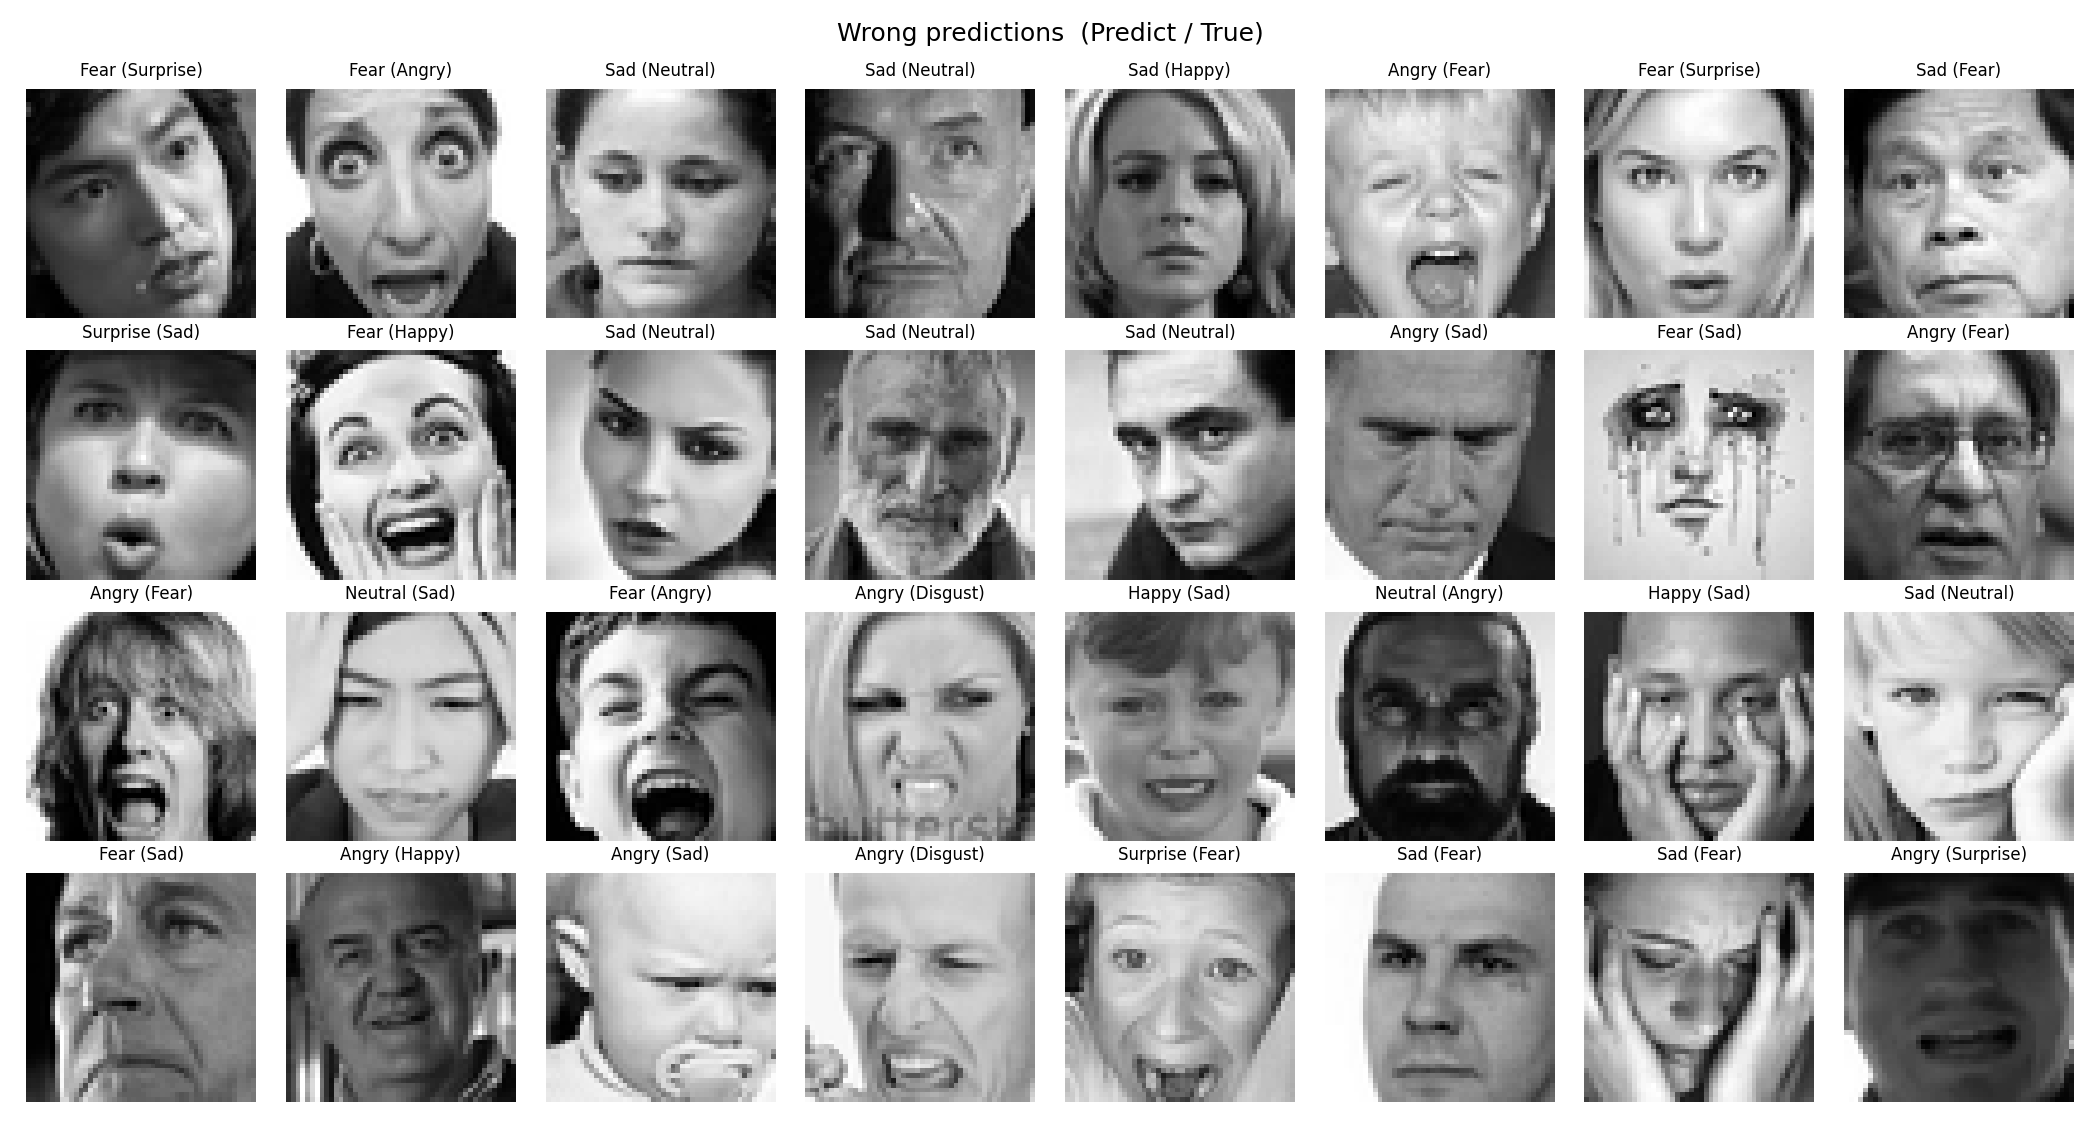 Wrong predictions  (Predict / True)
Fear (Surprise) Fear (Angry) Sad (Neutral) Sad (Neutral) Sad (Happy) Angry (Fear) Fear (Surprise) Sad (Fear)
Surprise (Sad) Fear (Happy) Sad (Neutral) Sad (Neutral) Sad (Neutral) Angry (Sad) Fear (Sad) Angry (Fear)
Angry (Fear) Neutral (Sad) Fear (Angry) Angry (Disgust) Happy (Sad) Neutral (Angry) Happy (Sad) Sad (Neutral)
Fear (Sad) Angry (Happy) Angry (Sad) Angry (Disgust) Surprise (Fear) Sad (Fear) Sad (Fear) Angry (Surprise)